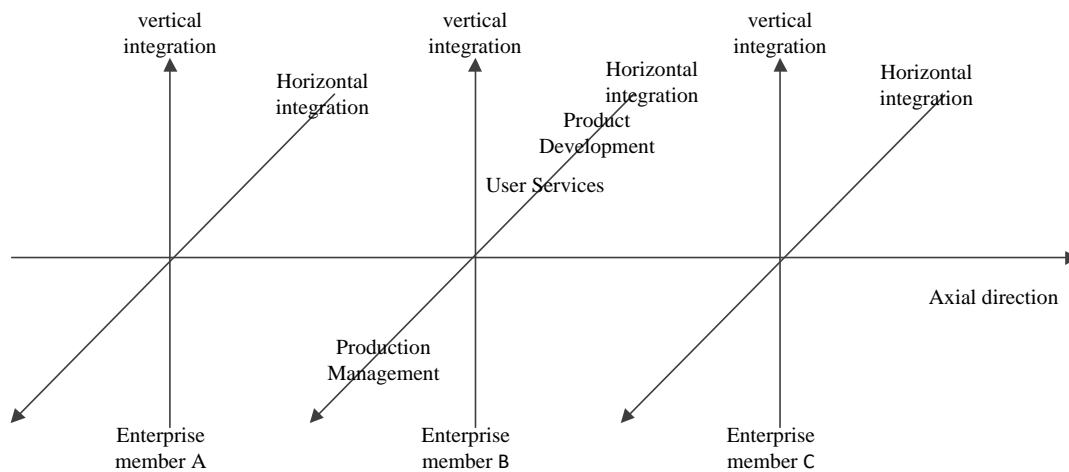 vertical
integration
vertical
integration
vertical
integration
Horizontal
integration
Horizontal
integration
Horizontal
integration
Product
Development
User Services
Axial direction
Production
Management
Enterprise
member A
Enterprise
member B
Enterprise
member C